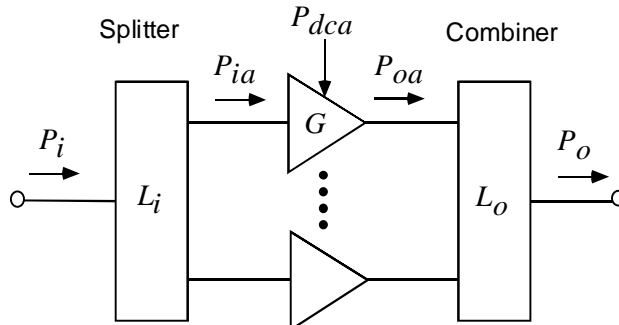 Splitter
P_dca
Combiner
P_ia
P_oa
G
P_i
P_o
L_i
L_o